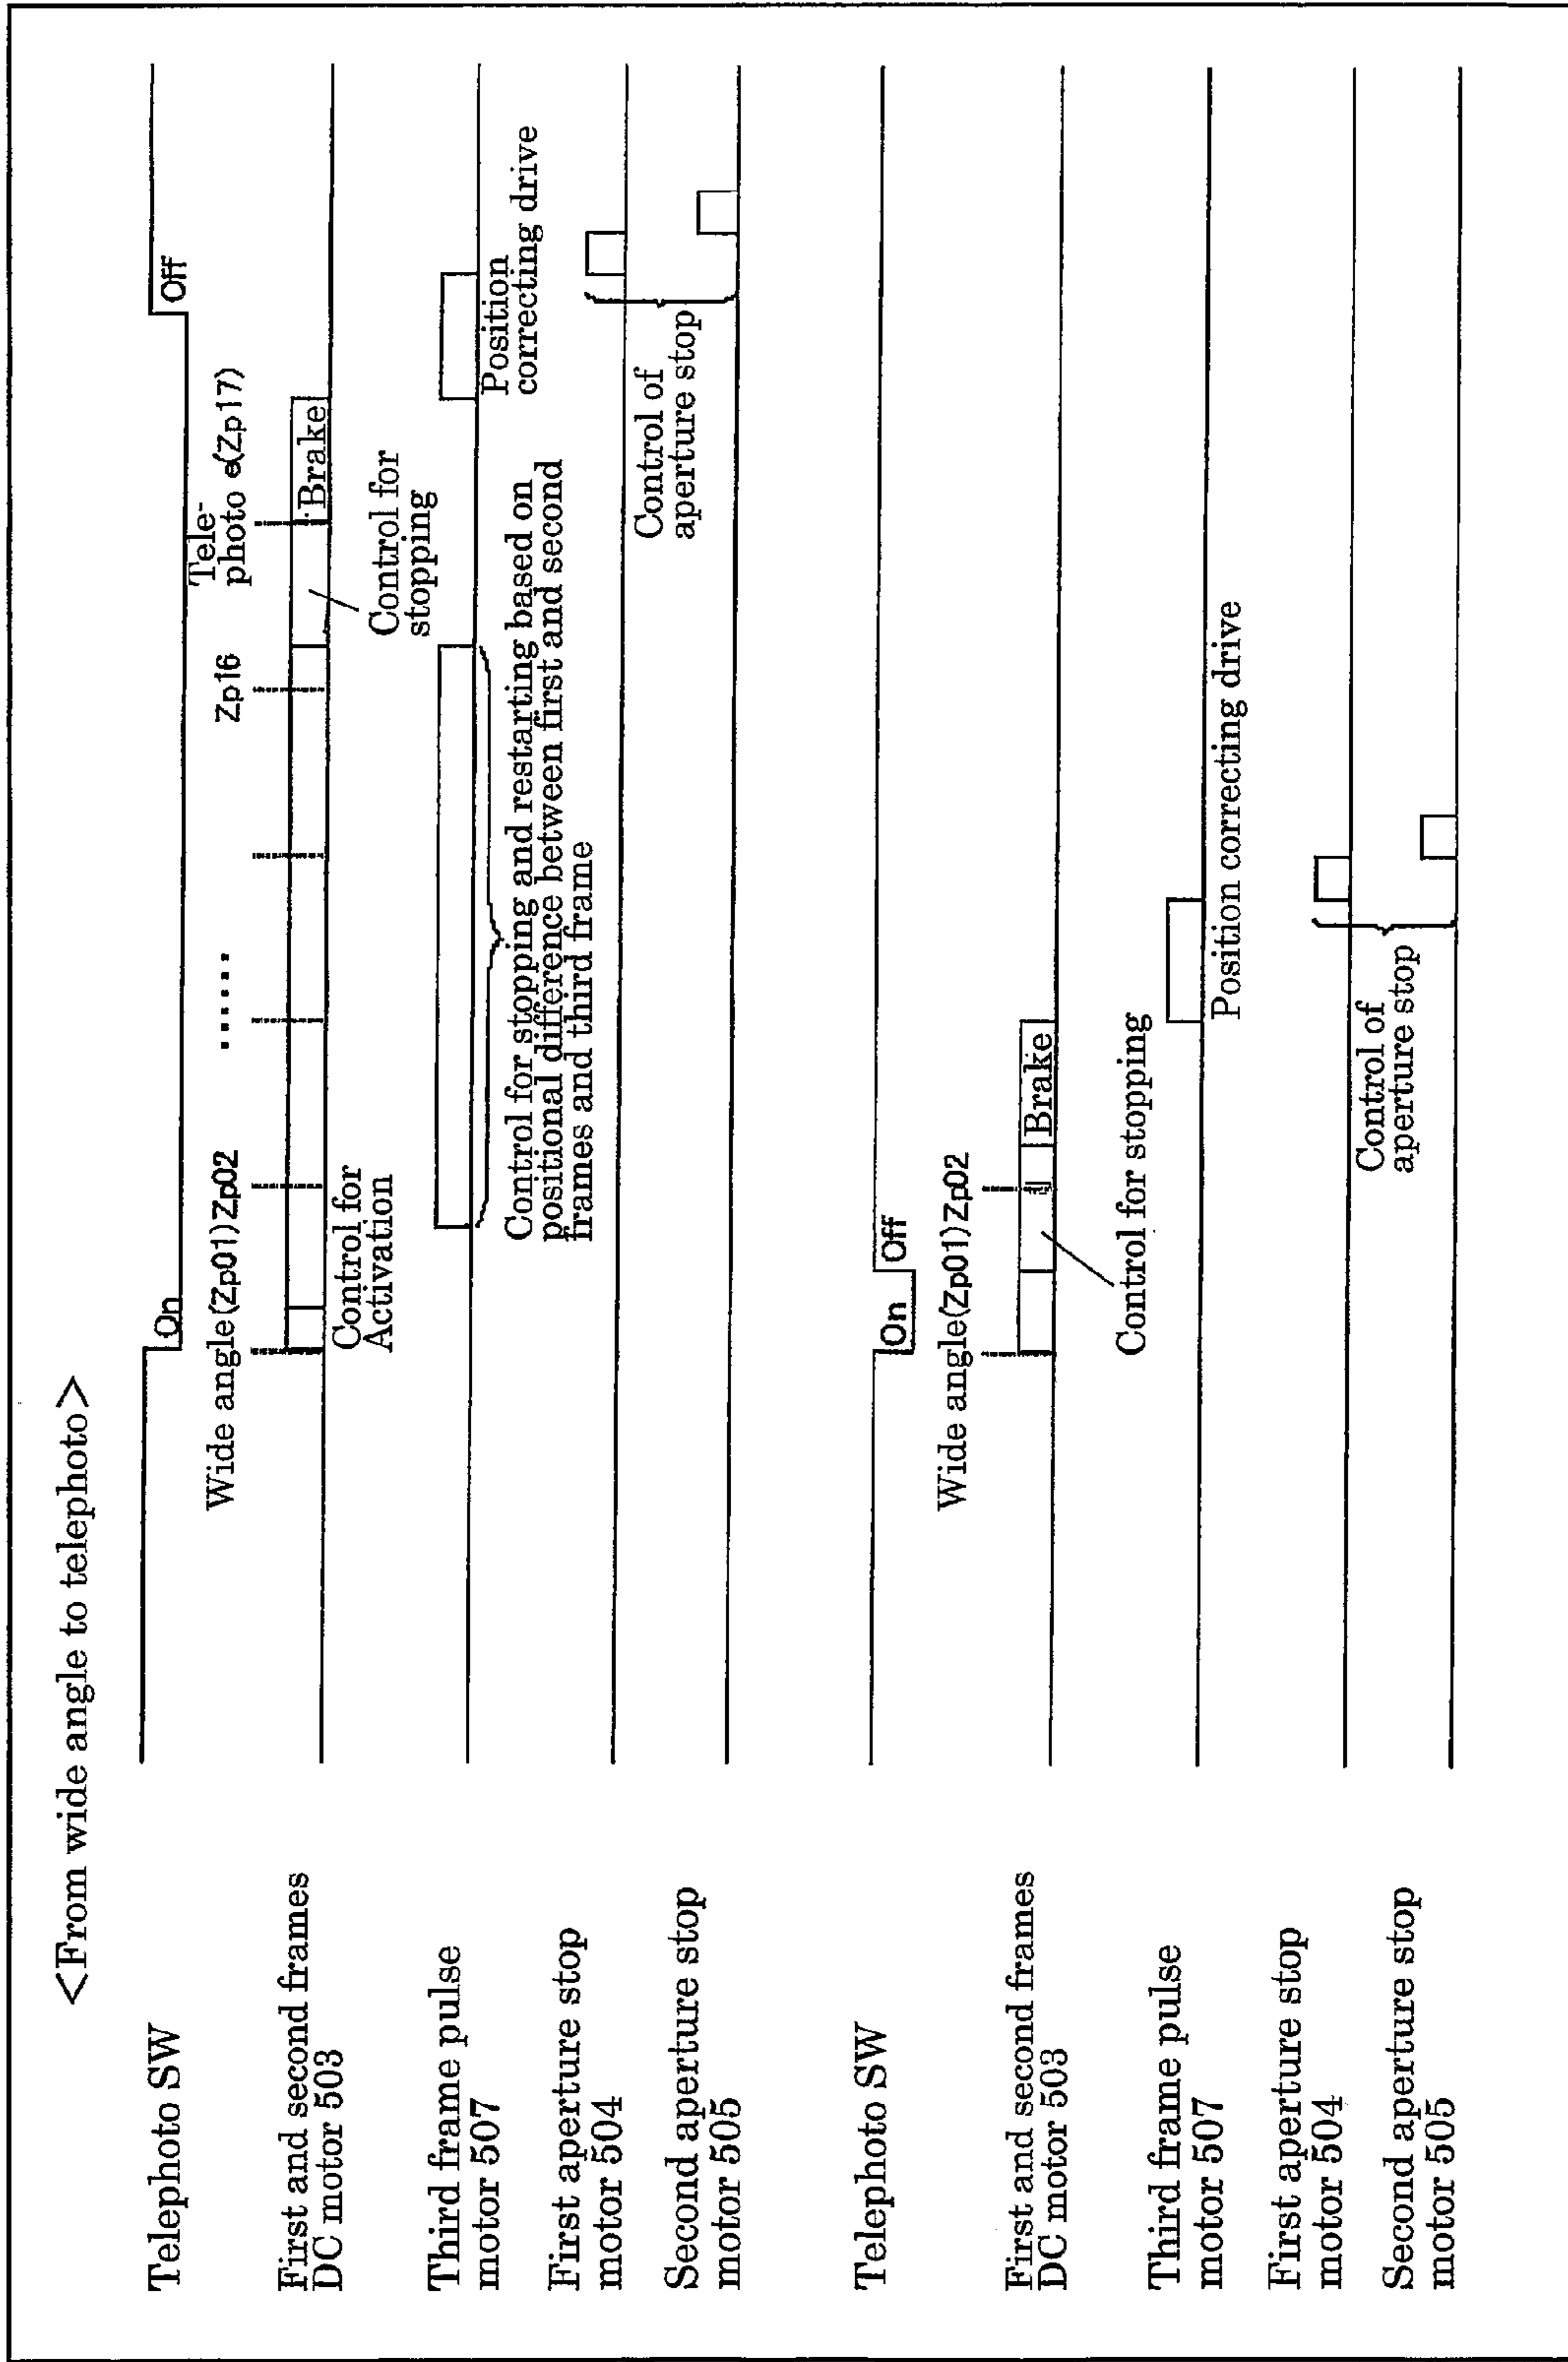 <From wide angle to telephoto>
Telephoto SW
On
Off
First and second frames
DC motor 503
Wide angle(Zp01)Zp02
......
Zp16
Tele-
photo e(Zp17)
Brake
Control for
Activation
Control for
stopping
Third frame pulse
motor 507
Control for stopping and restarting based on
positional difference between first and second
frames and third frame
Position
correcting drive
First aperture stop
motor 504
Second aperture stop
motor 505
Control of
aperture stop
Telephoto SW
On
Off
First and second frames
DC motor 503
Wide angle(Zp01)Zp02
Brake
Control for stopping
Third frame pulse
motor 507
Position correcting drive
First aperture stop
motor 504
Second aperture stop
motor 505
Control of
aperture stop